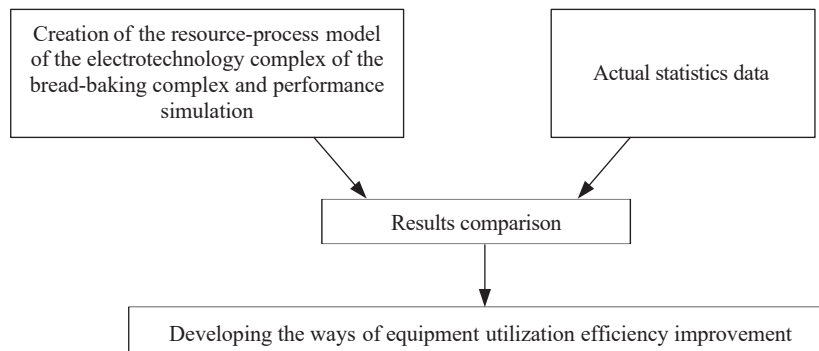 Creation of the resource-process model
of the electrotechnology complex of the
bread-baking complex and performance
simulation
Actual statistics data
Results comparison
Developing the ways of equipment utilization efficiency improvement